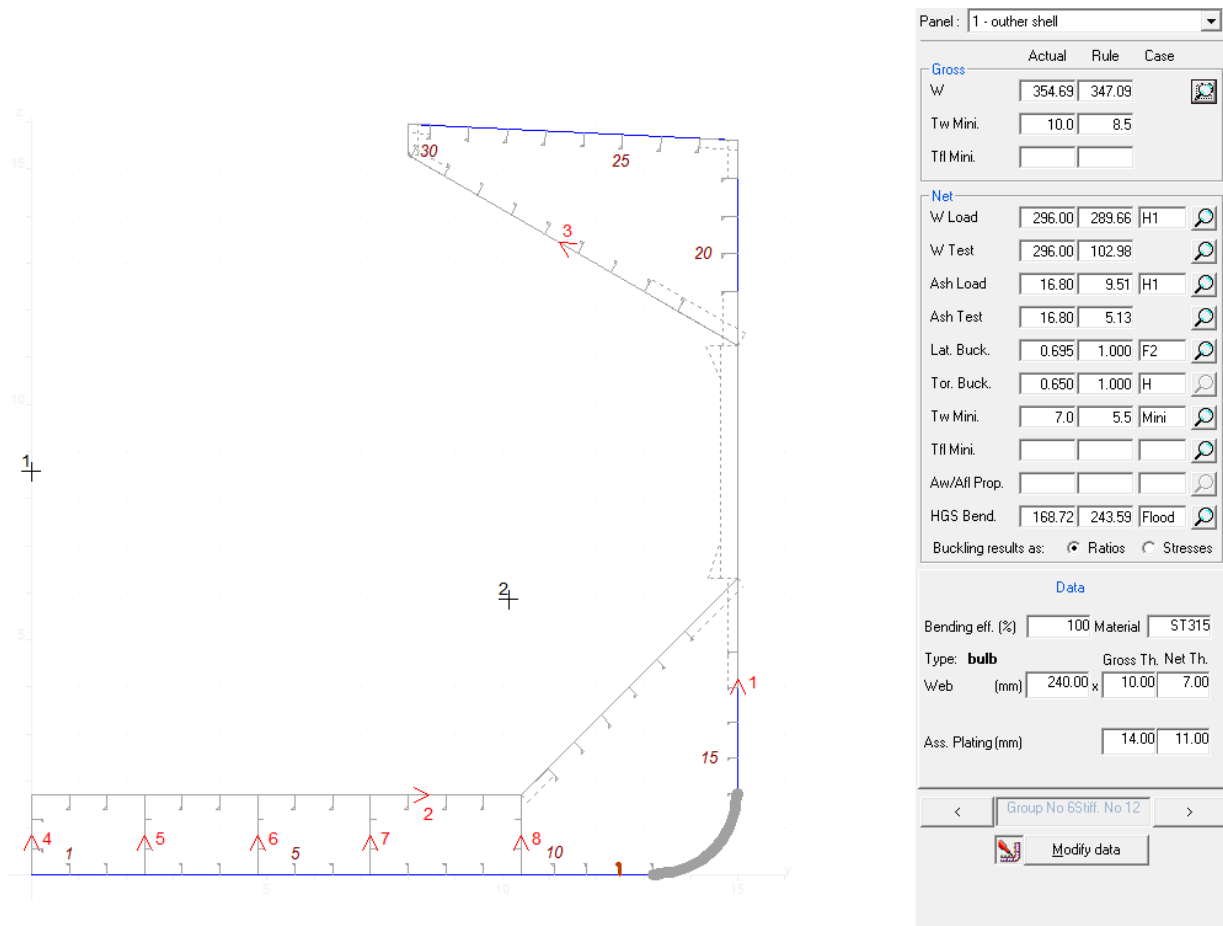 Panel : 1 - outher shell
Actual Rule Case
Gross
W 354.69 347.09
Tw Mini. 10.0 8.5
Tfl Mini.
Net
W Load 296.00 289.66 H1
W Test 296.00 102.98
Ash Load 16.80 9.51 H1
Ash Test 16.80 5.13
Lat. Buck. 0.695 1.000 F2
Tor. Buck. 0.650 1.000 H
Tw Mini. 7.0 5.5 Mini
Tfl Mini.
Aw/Afl Prop.
HGS Bend. 168.72 243.59 Flood
Buckling results as: Ratios Stresses
Data
Bending eff. (%) 100 Material ST315
Type: bulb Gross Th. Net Th.
Web (mm) 240.00 x 10.00 7.00
Ass. Plating (mm) 14.00 11.00
< Group No 6Stiff. No 12 >
Modify data
z
15
30
25
3
20
10
1
2
5
1
15
2
4 5 6 7 8
1 5 10
5 10 15
y